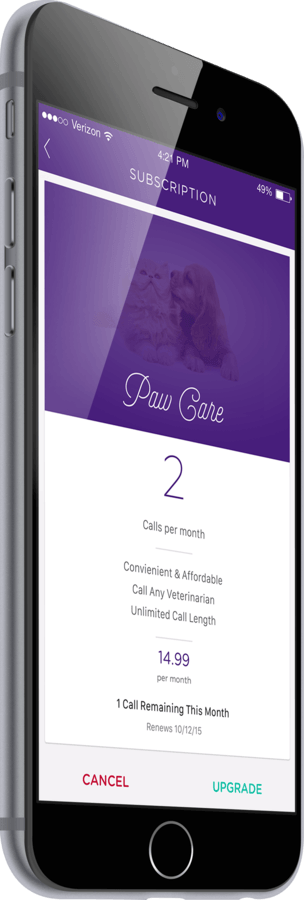 Verizon
4:21 PM
49%
SUBSCRIPTION
Paw Care
2
Calls per month
Convienient & Affordable
Call Any Veterinarian
Unlimited Call Length
14.99
per month
1 Call Remaining This Month
Renews 10/12/15
CANCEL
UPGRADE